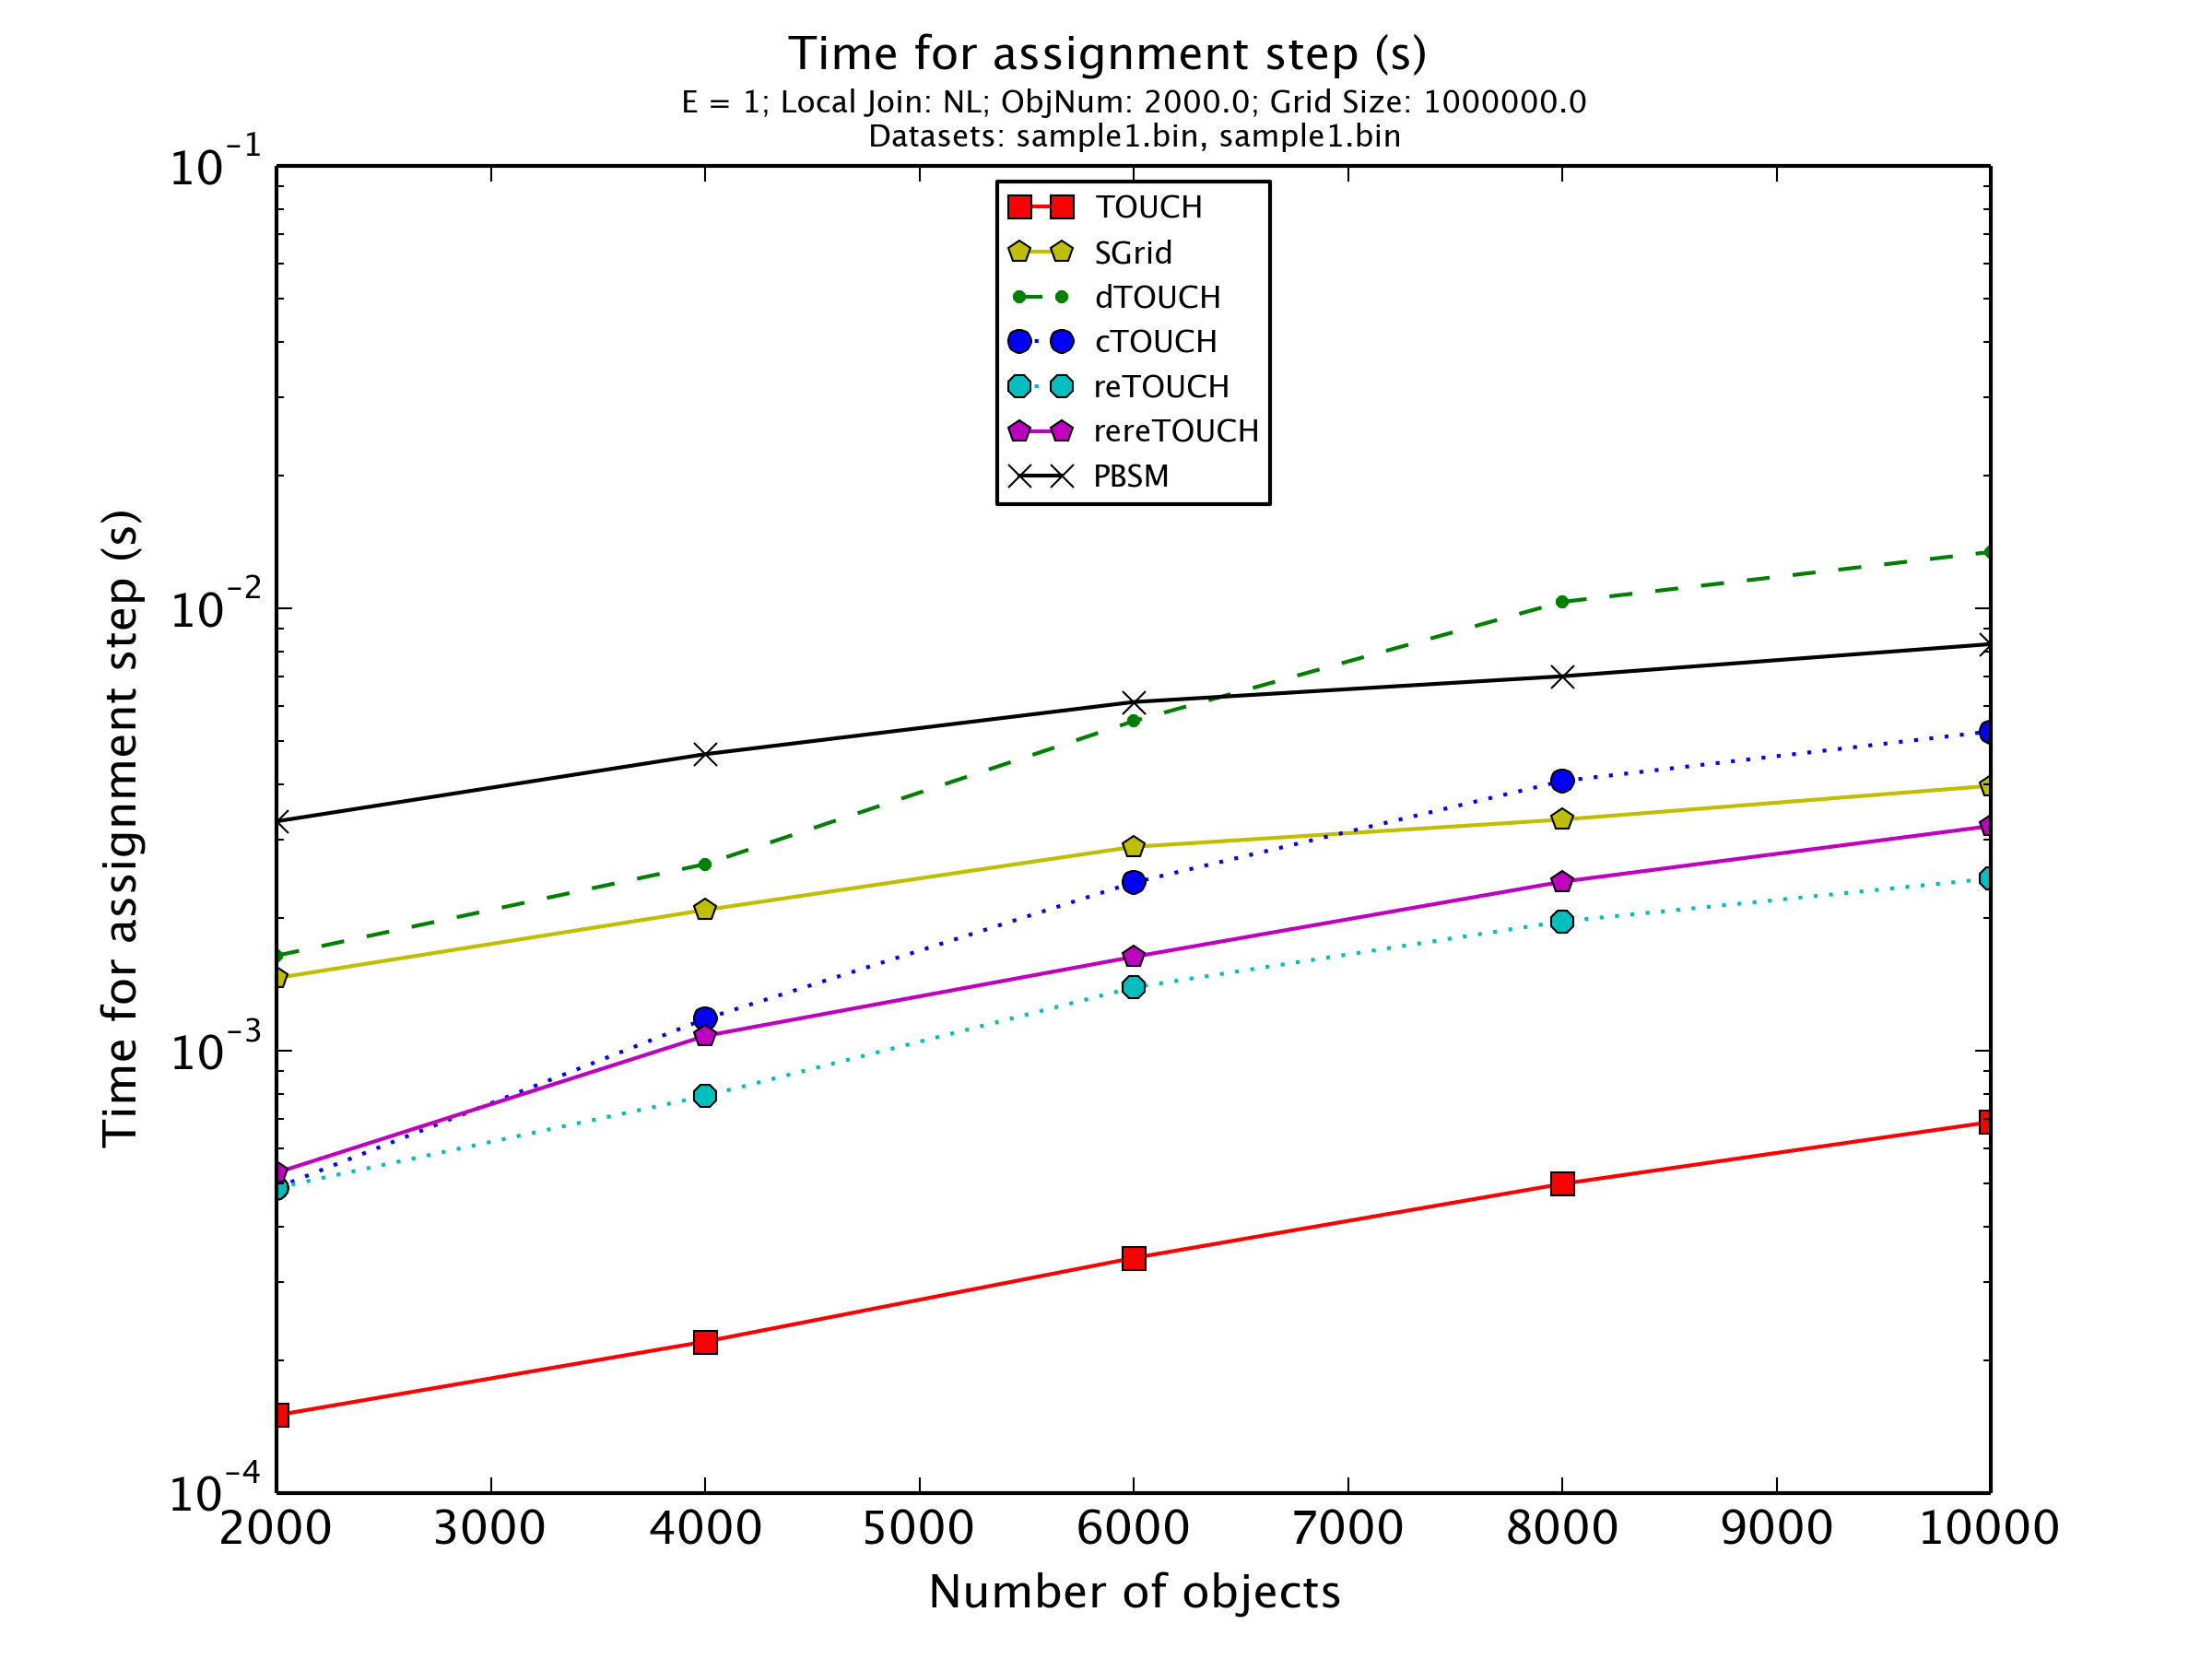 Time for assignment step (s)
E = 1; Local Join: NL; ObjNum: 2000.0; Grid Size: 1000000.0
Datasets: sample1.bin, sample1.bin
TOUCH
SGrid
dTOUCH
cTOUCH
reTOUCH
rereTOUCH
PBSM
Time for assignment step (s)
10⁻¹
10⁻²
10⁻³
10⁻⁴
2000 3000 4000 5000 6000 7000 8000 9000 10000
Number of objects